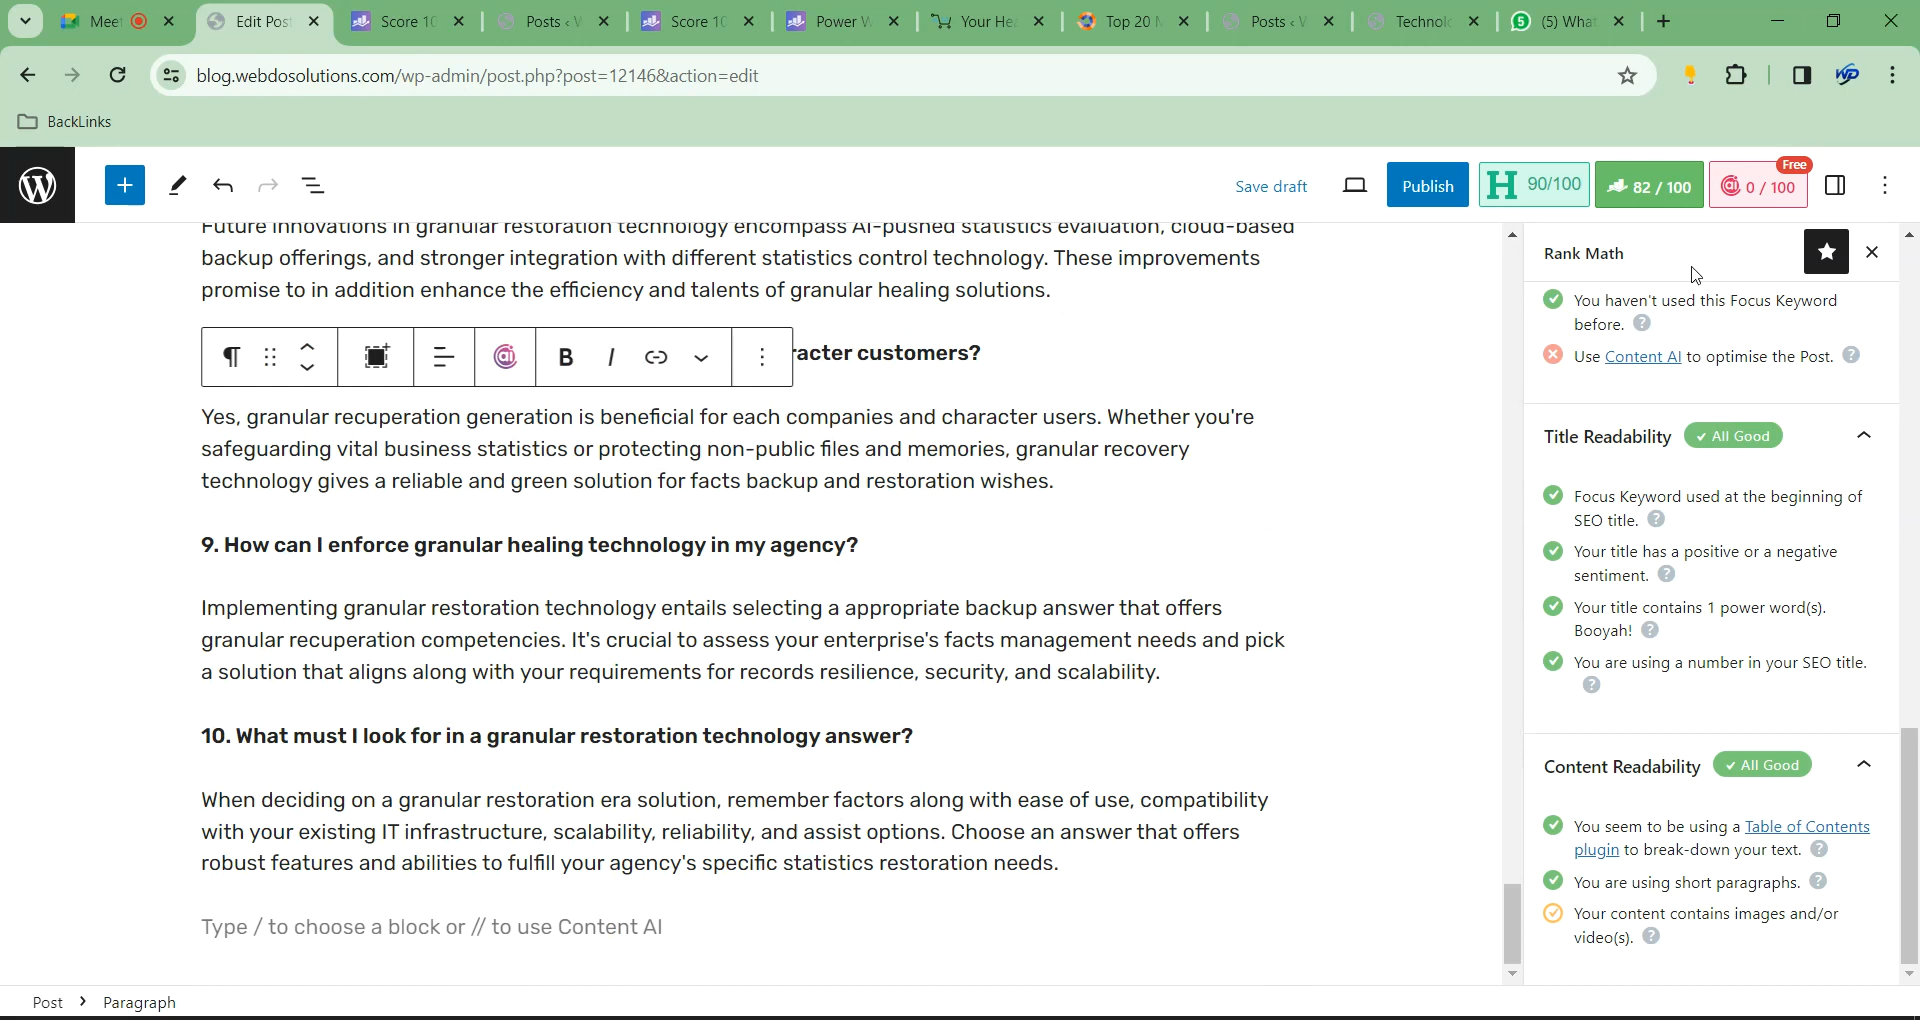 Meet
Edit Pos
Score 10
Posts ‹ W
Score 10
Power W
Your He
Top 20
Posts ‹ W
Technolo
(5) What
blog.webdosolutions.com/wp-admin/post.php?post=12146&action=edit
BackLinks
Save draft
Publish
90/100
82 / 100
0 / 100
Free
Future innovations in granular restoration technology encompass AI-pushed statistics evaluation, cloud-based
backup offerings, and stronger integration with different statistics control technology. These improvements
promise to in addition enhance the efficiency and talents of granular healing solutions.
racter customers?
Yes, granular recuperation generation is beneficial for each companies and character users. Whether you're
safeguarding vital business statistics or protecting non-public files and memories, granular recovery
technology gives a reliable and green solution for facts backup and restoration wishes.
9. How can I enforce granular healing technology in my agency?
Implementing granular restoration technology entails selecting a appropriate backup answer that offers
granular recuperation competencies. It's crucial to assess your enterprise's facts management needs and pick
a solution that aligns along with your requirements for records resilience, security, and scalability.
10. What must I look for in a granular restoration technology answer?
When deciding on a granular restoration era solution, remember factors along with ease of use, compatibility
with your existing IT infrastructure, scalability, reliability, and assist options. Choose an answer that offers
robust features and abilities to fulfill your agency's specific statistics restoration needs.
Type / to choose a block or // to use Content AI
Post › Paragraph
Rank Math
You haven't used this Focus Keyword
before.
Use Content AI to optimise the Post.
Title Readability
✓ All Good
Focus Keyword used at the beginning of
SEO title.
Your title has a positive or a negative
sentiment.
Your title contains 1 power word(s).
Booyah!
You are using a number in your SEO title.
Content Readability
✓ All Good
You seem to be using a Table of Contents
plugin to break-down your text.
You are using short paragraphs.
Your content contains images and/or
video(s).